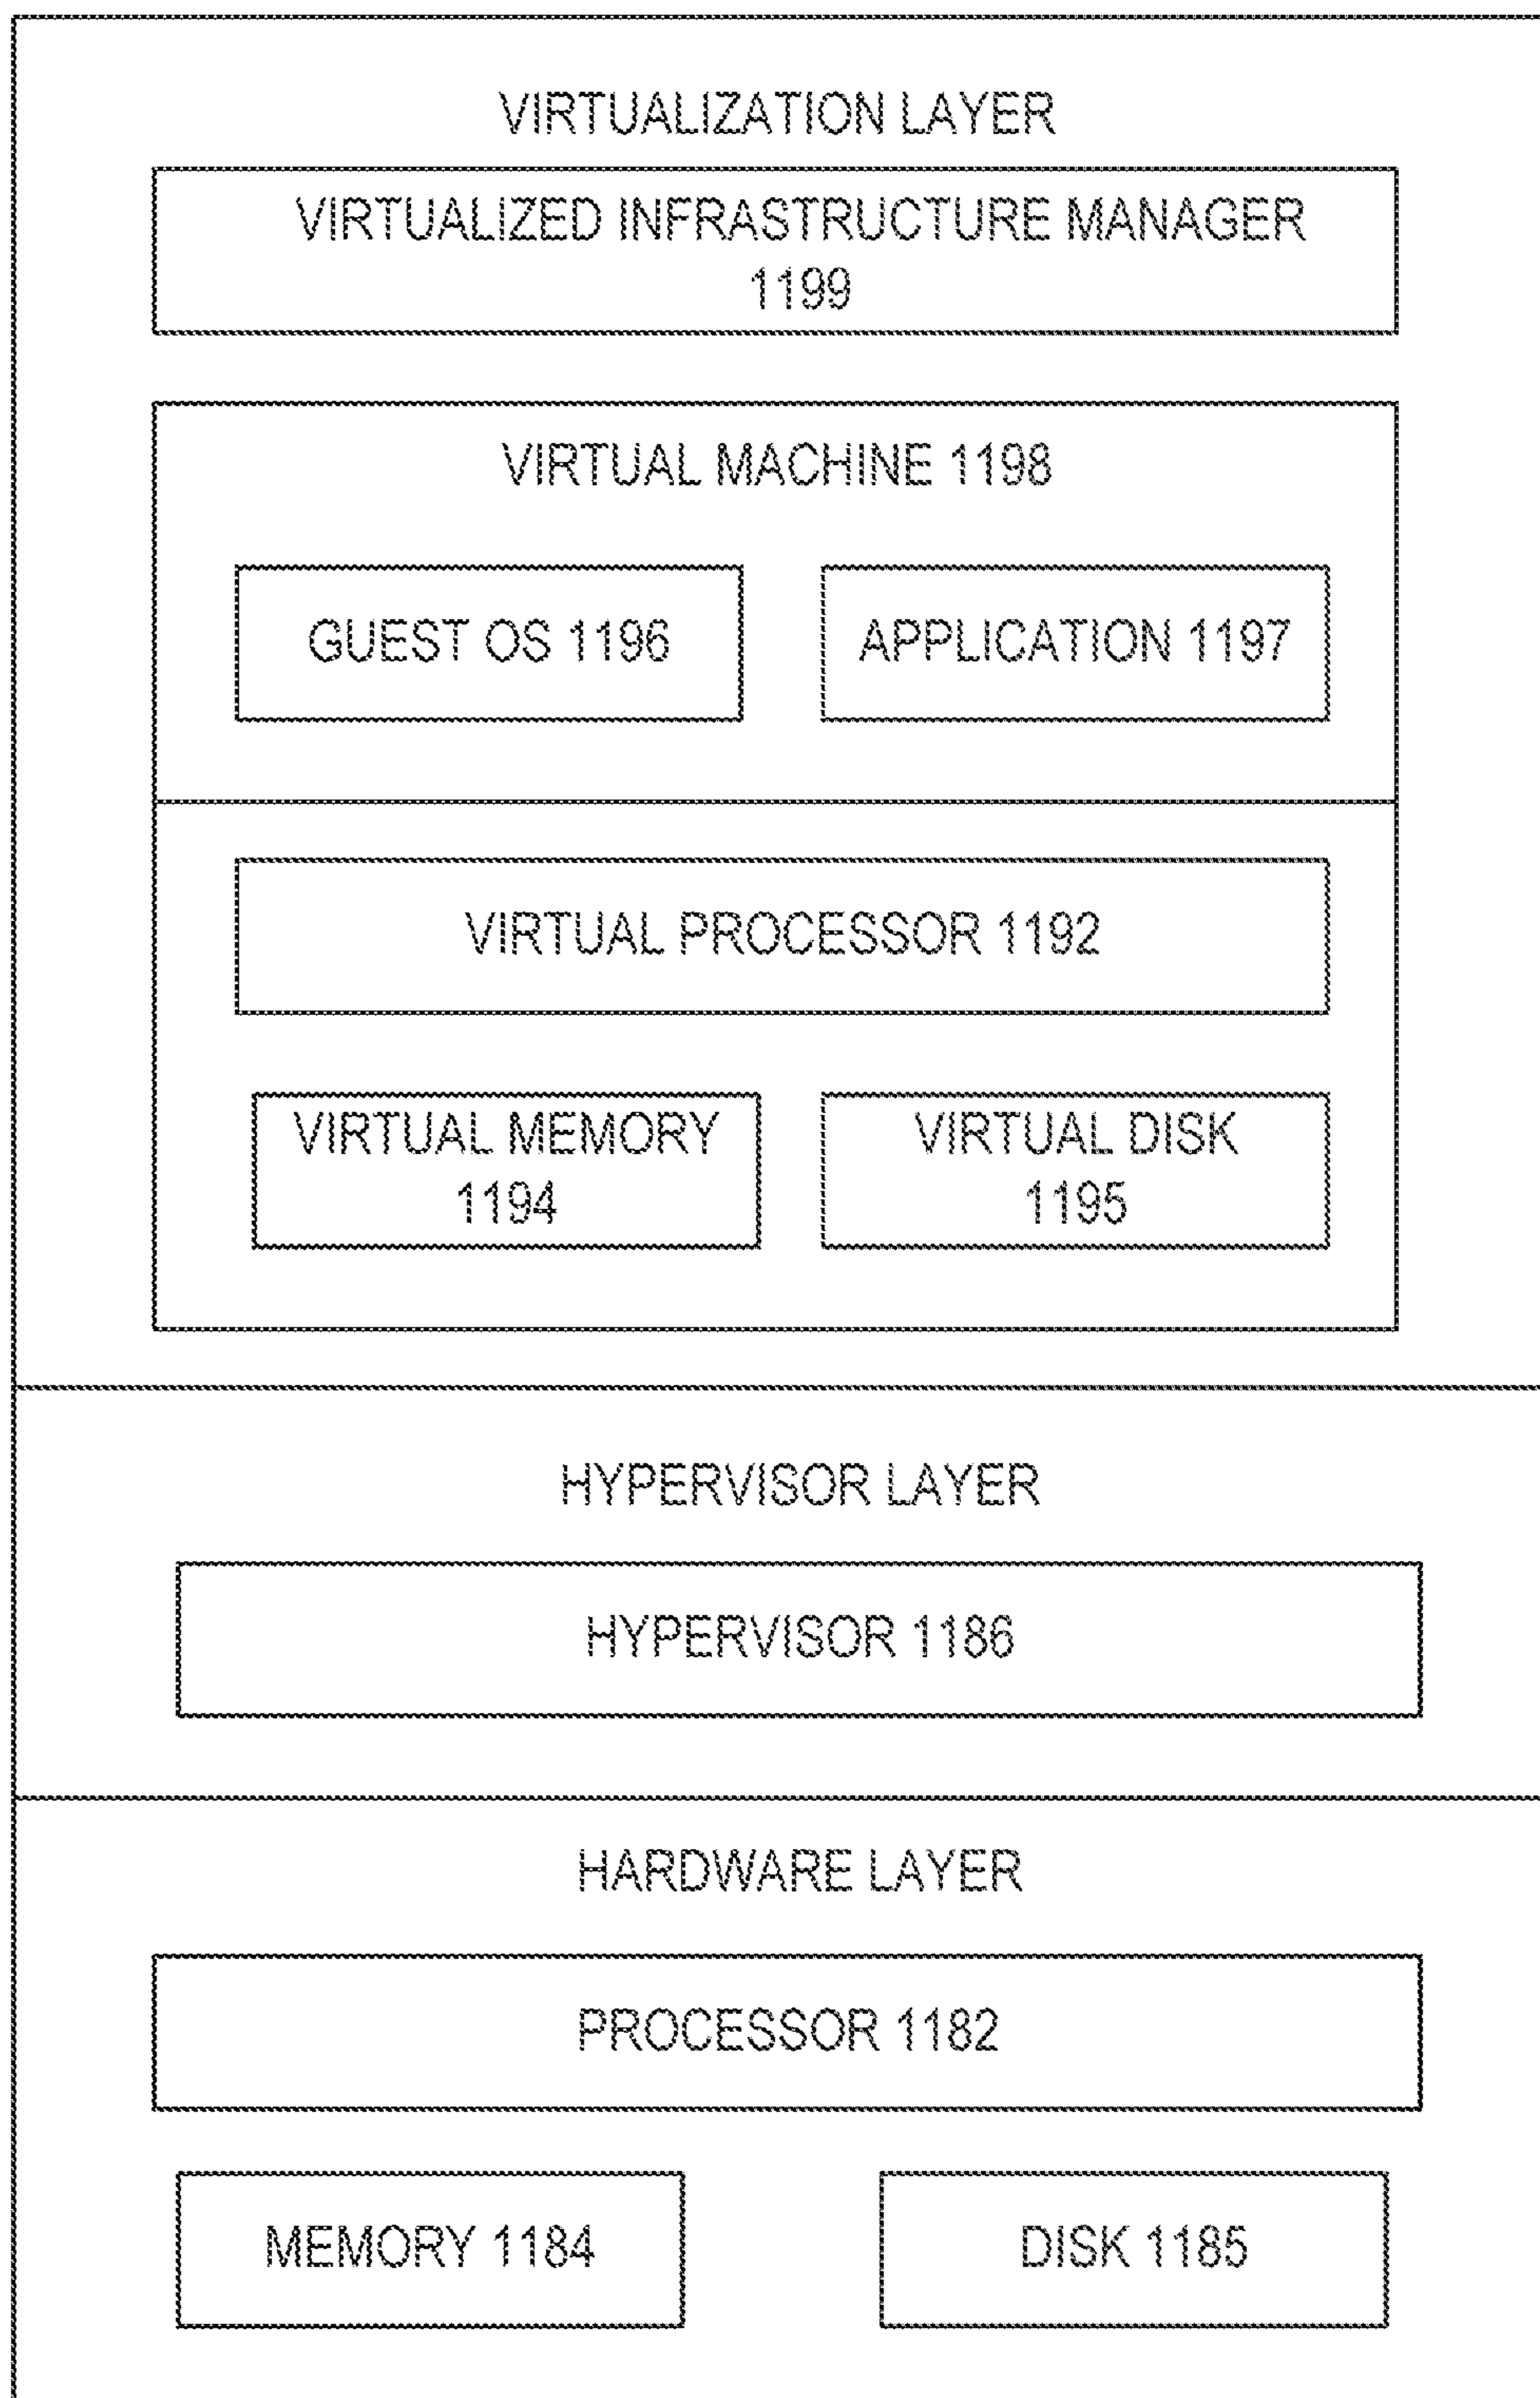 VIRTUALIZATION LAYER
VIRTUALIZED INFRASTRUCTURE MANAGER
1199
VIRTUAL MACHINE 1198
GUEST OS 1196
APPLICATION 1197
VIRTUAL PROCESSOR 1192
VIRTUAL MEMORY
1194
VIRTUAL DISK
1195
HYPERVISOR LAYER
HYPERVISOR 1186
HARDWARE LAYER
PROCESSOR 1182
MEMORY 1184
DISK 1185